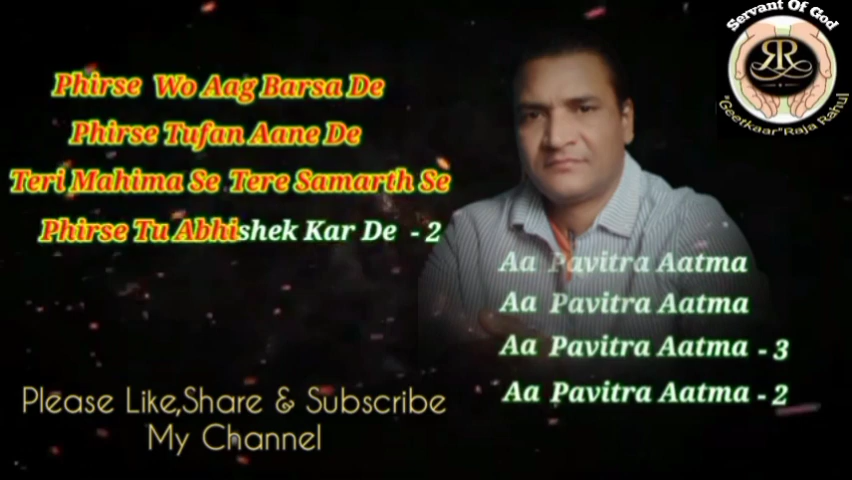 Servant Of God
RR
"Geetkaar"Raja Rahul
Phirse Wo Aag Barsa De
Phirse Tufan Aane De
Teri Mahima Se Tere Samarth Se
Phirse Tu Abhishek Kar De - 2
Aa Pavitra Aatma
Aa Pavitra Aatma
Aa Pavitra Aatma - 3
Aa Pavitra Aatma - 2
Please Like,Share & Subscribe
My Channel